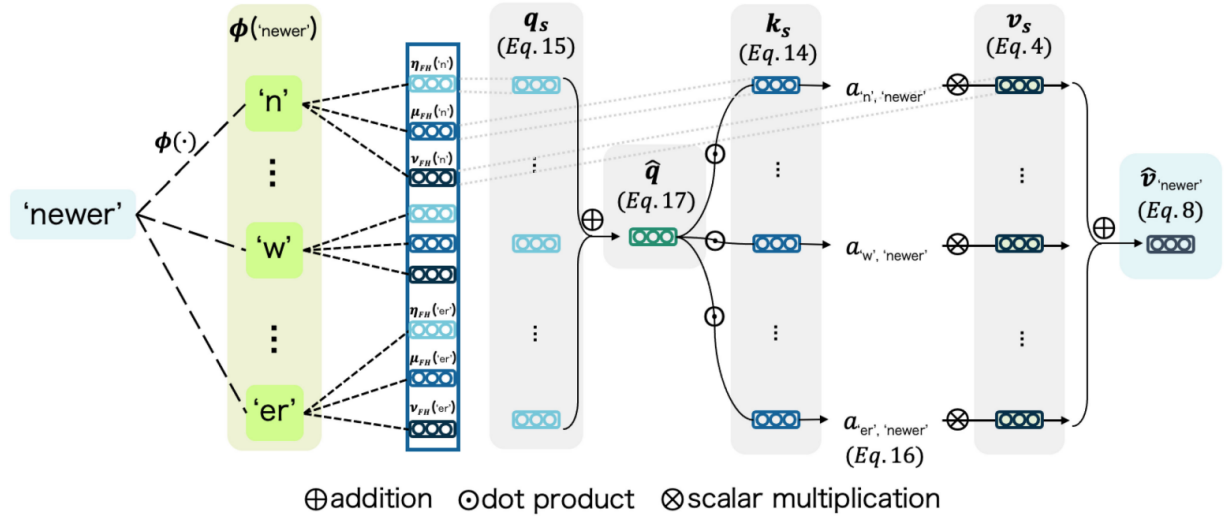 ϕ('newer')
q_s
(Eq. 15)
k_s
(Eq. 14)
v_s
(Eq. 4)
η_FH('n')
'n'
a_'n', 'newer'
⊗
μ_FH('n')
ϕ(·)
⊙
ν_FH('n')
⋮
⋮
⋮
⋮
q̂
(Eq. 17)
v̂_'newer'
(Eq. 8)
'newer'
⊕
⊕
'w'
⊙
a_'w', 'newer'
⊗
η_FH('er')
⊙
⋮
⋮
⋮
⋮
μ_FH('er')
'er'
ν_FH('er')
a_'er', 'newer'
⊗
(Eq. 16)
⊕addition ⊙dot product ⊗scalar multiplication